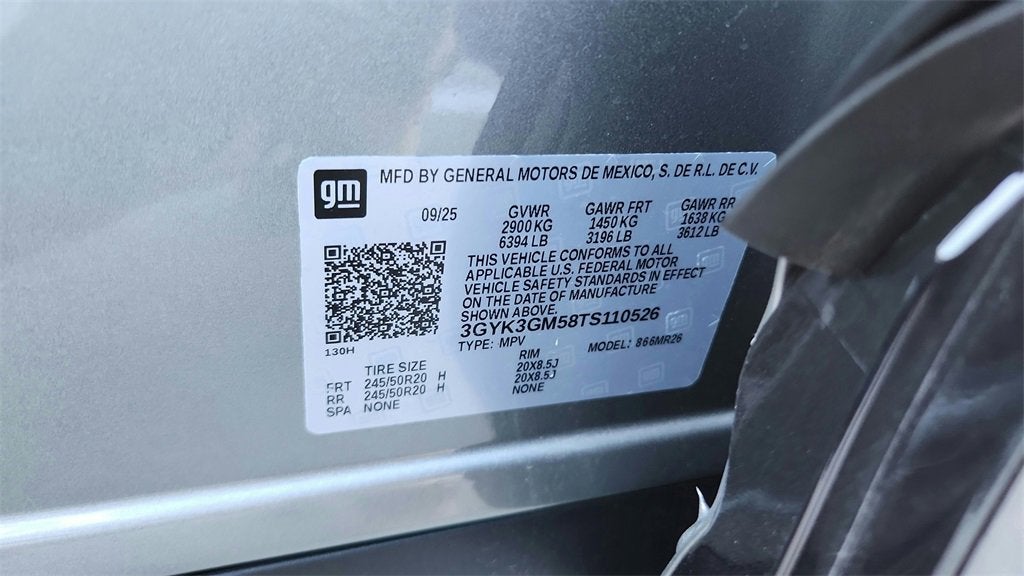 gm
MFD BY GENERAL MOTORS DE MEXICO, S. DE R.L. DE C.V.
09/25 GVWR GAWR FRT GAWR RR
2900 KG 1450 KG 1638 KG
6394 LB 3196 LB 3612 LB
THIS VEHICLE CONFORMS TO ALL
APPLICABLE U.S. FEDERAL MOTOR
VEHICLE SAFETY STANDARDS IN EFFECT
ON THE DATE OF MANUFACTURE
SHOWN ABOVE.
3GYK3GM58TS110526
TYPE: MPV MODEL: 866MR26
130H
TIRE SIZE RIM
FRT 245/50R20 H 20X8.5J
RR 245/50R20 H 20X8.5J
SPA NONE NONE